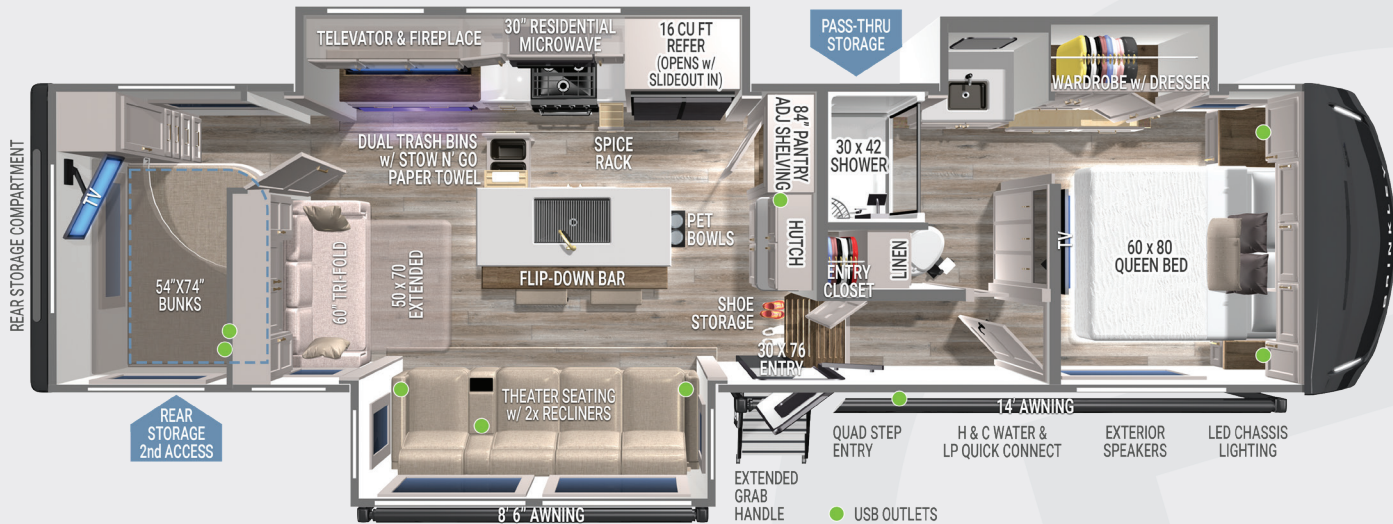 TELEVATOR & FIREPLACE
30" RESIDENTIAL
MICROWAVE
16 CU FT
REFER
(OPENS w/
SLIDEOUT IN)
PASS-THRU
STORAGE
WARDROBE w/ DRESSER
REAR STORAGE COMPARTMENT
TV
DUAL TRASH BINS
w/ STOW N' GO
PAPER TOWEL
SPICE
RACK
84" PANTRY
ADJ SHELVING
30 x 42
SHOWER
54"X74"
BUNKS
60" TRI-FOLD
50 x 70
EXTENDED
PET
BOWLS
HUTCH
FLIP-DOWN BAR
ENTRY
CLOSET
LINEN
TV
60 x 80
QUEEN BED
BRINKLEY
SHOE
STORAGE
30 X 76
ENTRY
THEATER SEATING
w/ 2x RECLINERS
14' AWNING
REAR
STORAGE
2nd ACCESS
QUAD STEP
ENTRY
H & C WATER &
LP QUICK CONNECT
EXTERIOR
SPEAKERS
LED CHASSIS
LIGHTING
EXTENDED
GRAB
HANDLE
USB OUTLETS
8' 6" AWNING